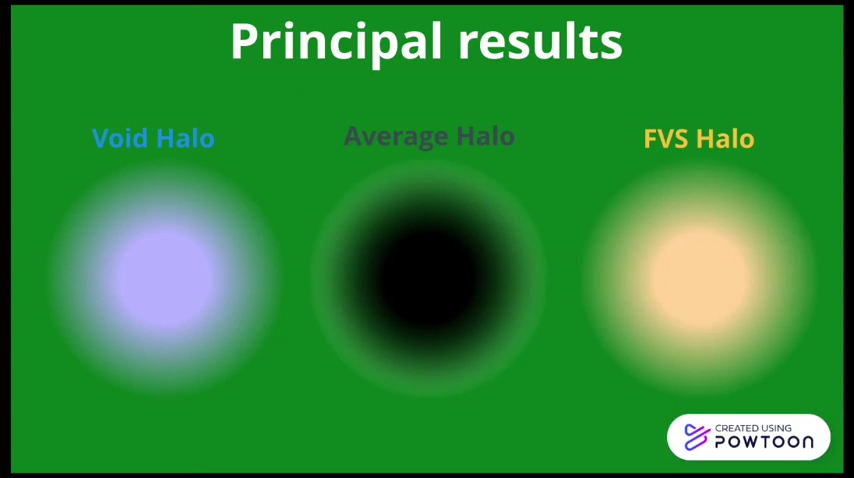 Principal results
Void Halo
Average Halo
FVS Halo
CREATED USING
POWTOON